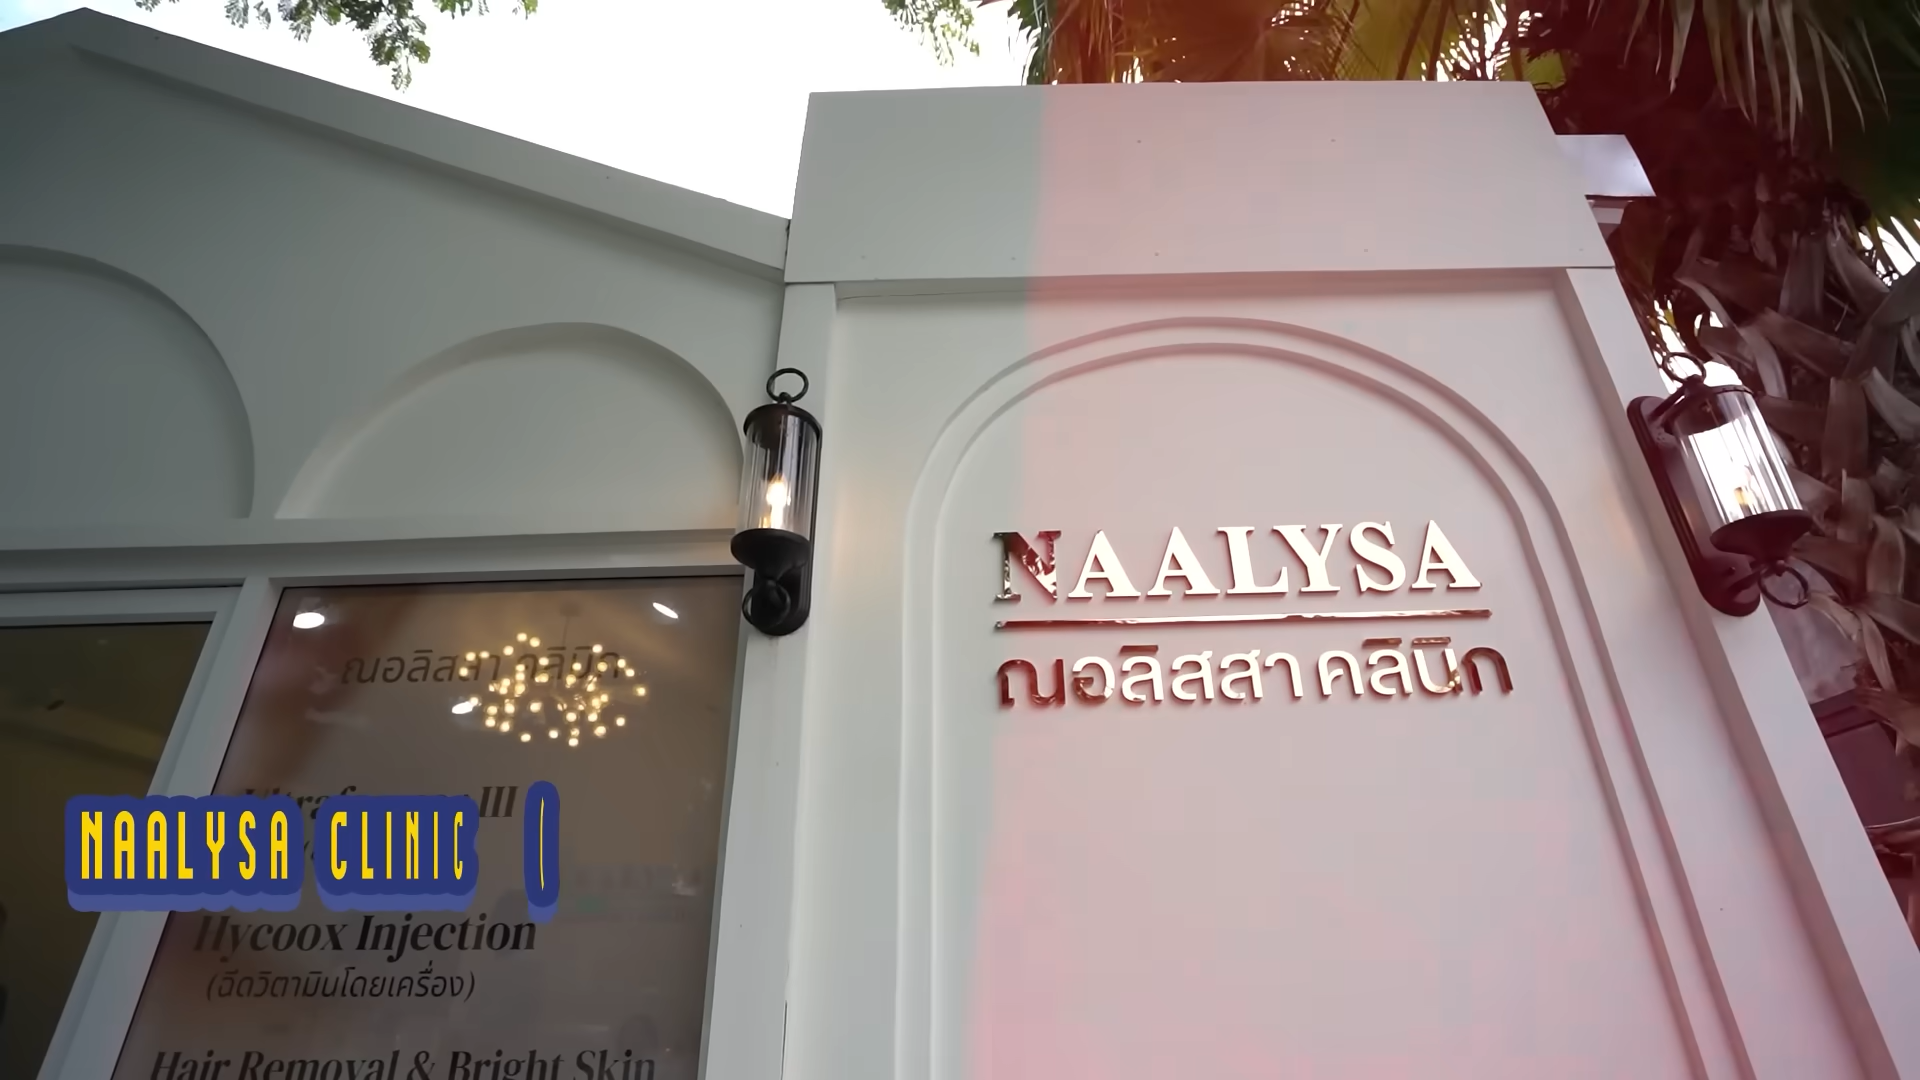 NAALYSA
ณอลิสสา คลินิก
ณอลิสสา คลินิก
III
NAALYSA CLINIC (
Hycoox Injection
(ฉีดวิตามินโดยเครื่อง)
Hair Removal & Bright Skin